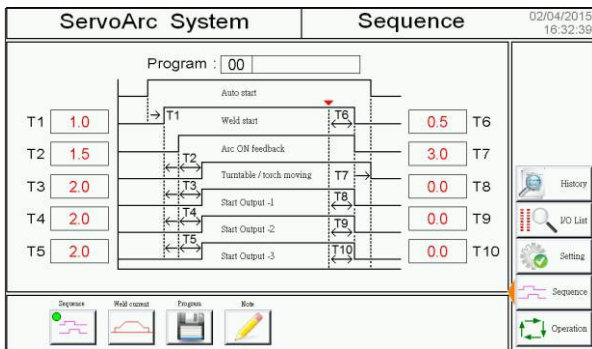 ServoArc System
Sequence
02/04/2015
16:32:39
Program : 00
Auto start
T1 1.0 T1 Weld start T6 0.5 T6
T2 1.5 Arc ON feedback 3.0 T7
T2
T3 2.0 Turntable / torch moving T7 0.0 T8
T3 Start Output -1 T8
T4 2.0 T4 Start Output -2 T9 0.0 T9
T5 2.0 T5 Start Output -3 T10 0.0 T10
History
I/O List
Setting
Sequence
Operation
Sequence Weld current Program Note